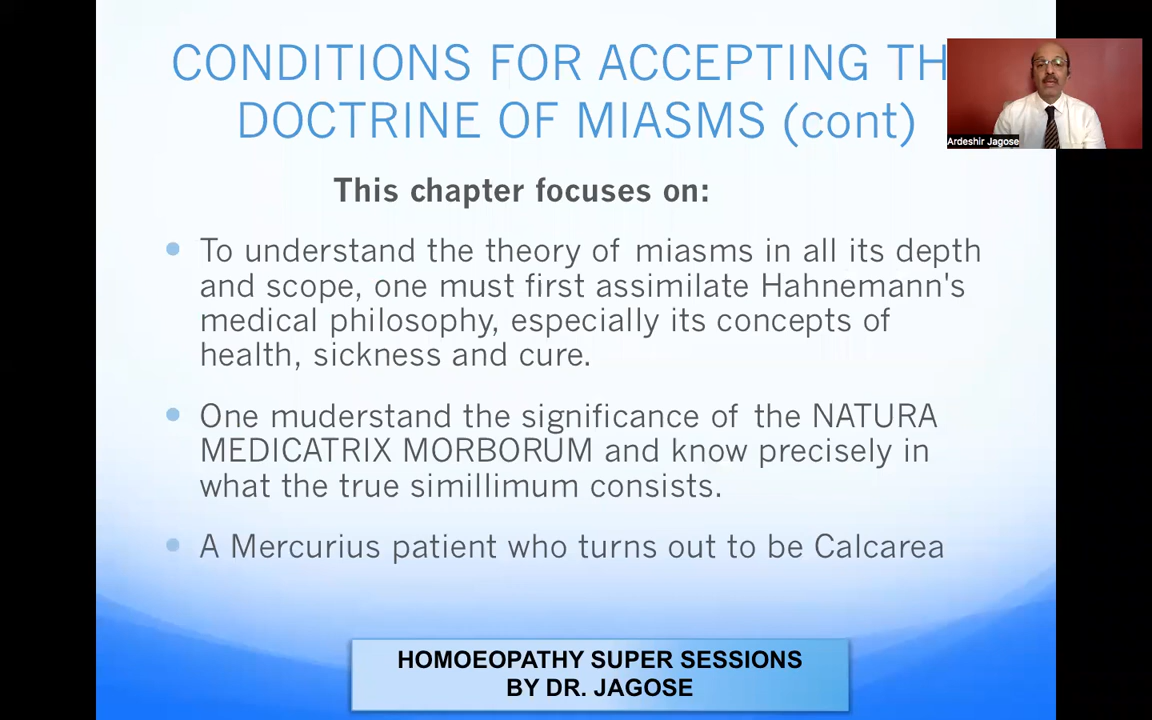 CONDITIONS FOR ACCEPTING TH
DOCTRINE OF MIASMS (cont)
Ardeshir Jagose
This chapter focuses on:
To understand the theory of miasms in all its depth
and scope, one must first assimilate Hahnemann's
medical philosophy, especially its concepts of
health, sickness and cure.
One muderstand the significance of the NATURA
MEDICATRIX MORBORUM and know precisely in
what the true simillimum consists.
A Mercurius patient who turns out to be Calcarea
HOMOEOPATHY SUPER SESSIONS
BY DR. JAGOSE